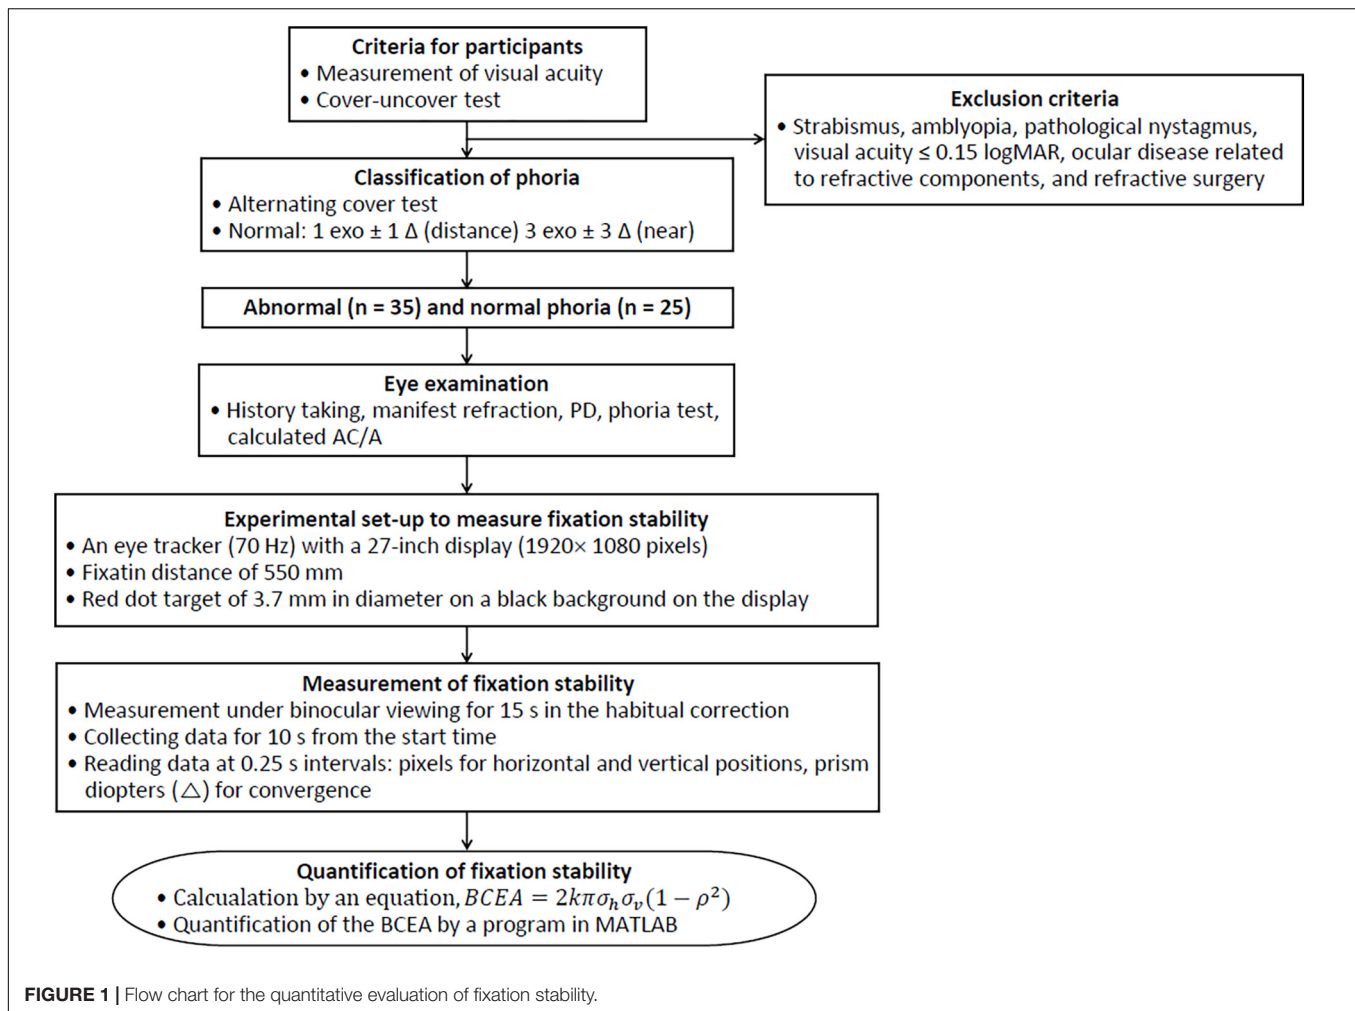 Criteria for participants
• Measurement of visual acuity
• Cover-uncover test
Exclusion criteria
• Strabismus, amblyopia, pathological nystagmus,
visual acuity ≤ 0.15 logMAR, ocular disease related
to refractive components, and refractive surgery
Classification of phoria
• Alternating cover test
• Normal: 1 exo ± 1 Δ (distance) 3 exo ± 3 Δ (near)
Abnormal (n = 35) and normal phoria (n = 25)
Eye examination
• History taking, manifest refraction, PD, phoria test,
calculated AC/A
Experimental set-up to measure fixation stability
• An eye tracker (70 Hz) with a 27-inch display (1920× 1080 pixels)
• Fixatin distance of 550 mm
• Red dot target of 3.7 mm in diameter on a black background on the display
Measurement of fixation stability
• Measurement under binocular viewing for 15 s in the habitual correction
• Collecting data for 10 s from the start time
• Reading data at 0.25 s intervals: pixels for horizontal and vertical positions, prism
diopters (△) for convergence
Quantification of fixation stability
• Calcualation by an equation, BCEA = 2kπσₕσᵥ(1 − ρ²)
• Quantification of the BCEA by a program in MATLAB
FIGURE 1 | Flow chart for the quantitative evaluation of fixation stability.